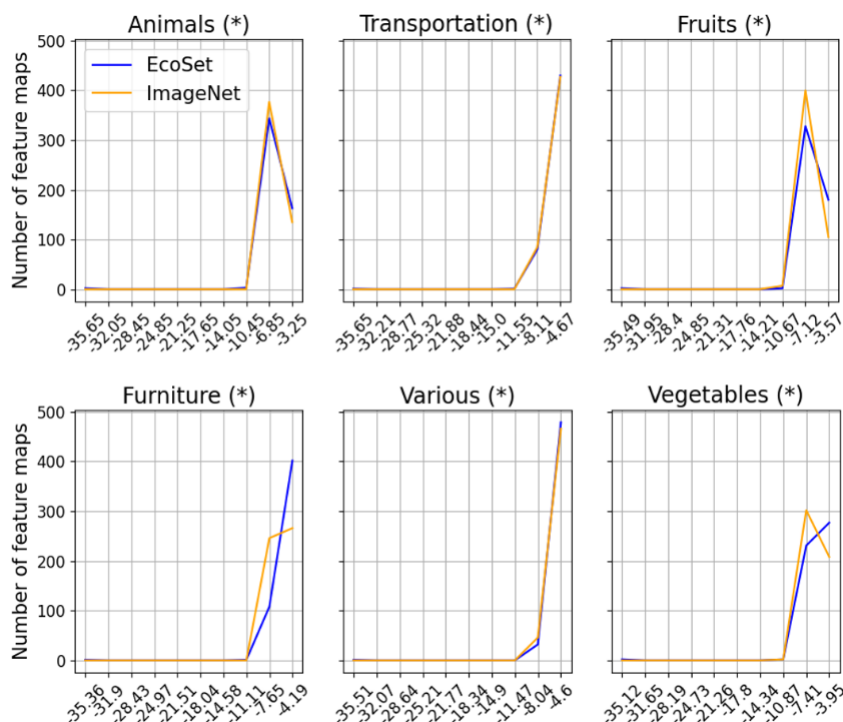 Animals (*)
Transportation (*)
Fruits (*)
Number of feature maps
500
400
300
200
100
0
EcoSet
ImageNet
-35.65 -32.05 -28.45 -24.85 -21.25 -17.65 -14.05 -10.45 -6.85 -3.25
-35.65 -32.21 -28.77 -25.32 -21.88 -18.44 -15.0 -11.55 -8.11 -4.67
-35.49 -31.95 -28.4 -24.85 -21.31 -17.76 -14.21 -10.67 -7.12 -3.57
Furniture (*)
Various (*)
Vegetables (*)
Number of feature maps
500
400
300
200
100
0
-35.36 -31.9 -28.43 -24.97 -21.51 -18.04 -14.58 -11.11 -7.65 -4.19
-35.51 -32.07 -28.64 -25.21 -21.77 -18.34 -14.9 -11.47 -8.04 -4.6
-35.12 -31.65 -28.19 -24.73 -21.26 -17.8 -14.34 -10.87 -7.41 -3.95